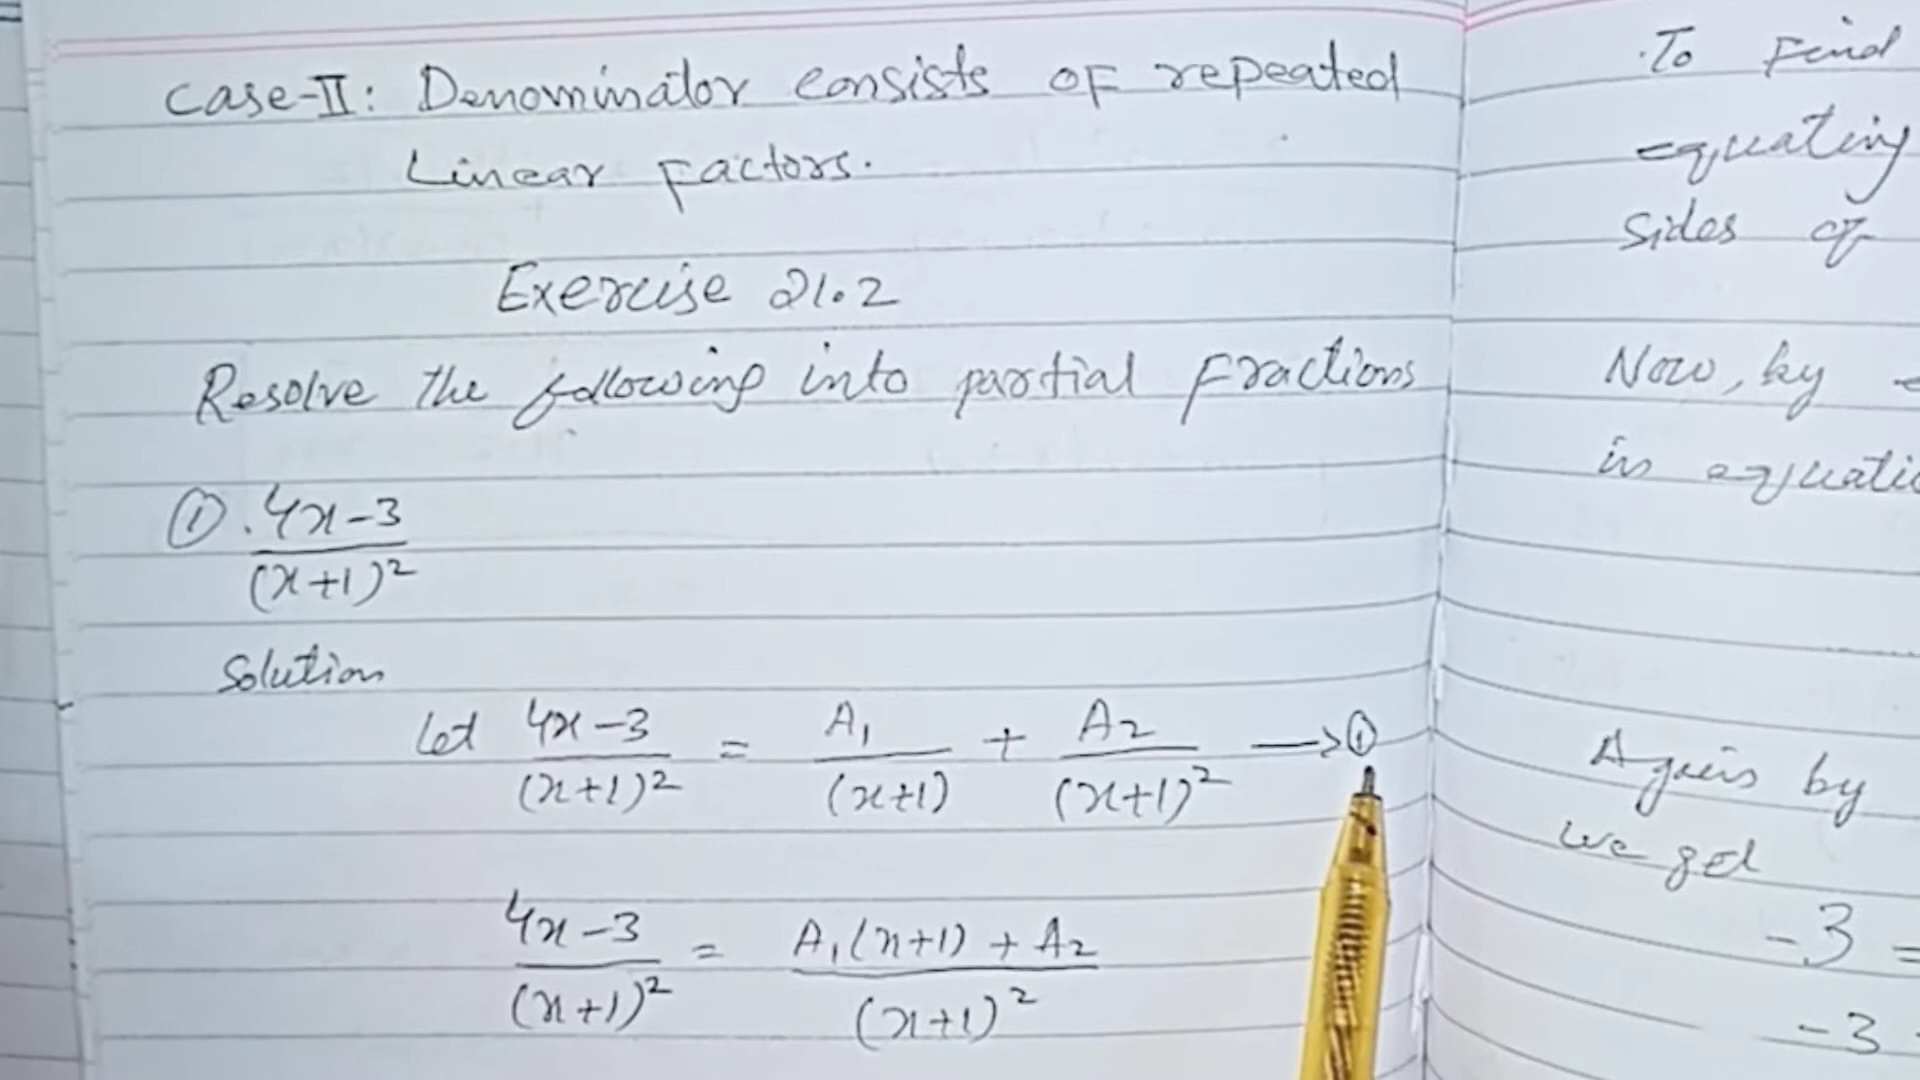 Case-II: Denominator consists of repeated
Linear Factors.
Exercise 21.2
Resolve the following into partial fractions
①. 4x-3
(x+1)²
Solution
Let 4x-3 / (x+1)² = A₁ / (x+1) + A₂ / (x+1)² → ①
4x-3 / (x+1)² = A₁(x+1) + A₂ / (x+1)²
To Find
equating
sides of
Now, by
in
Again by
we get
-3 =
-3